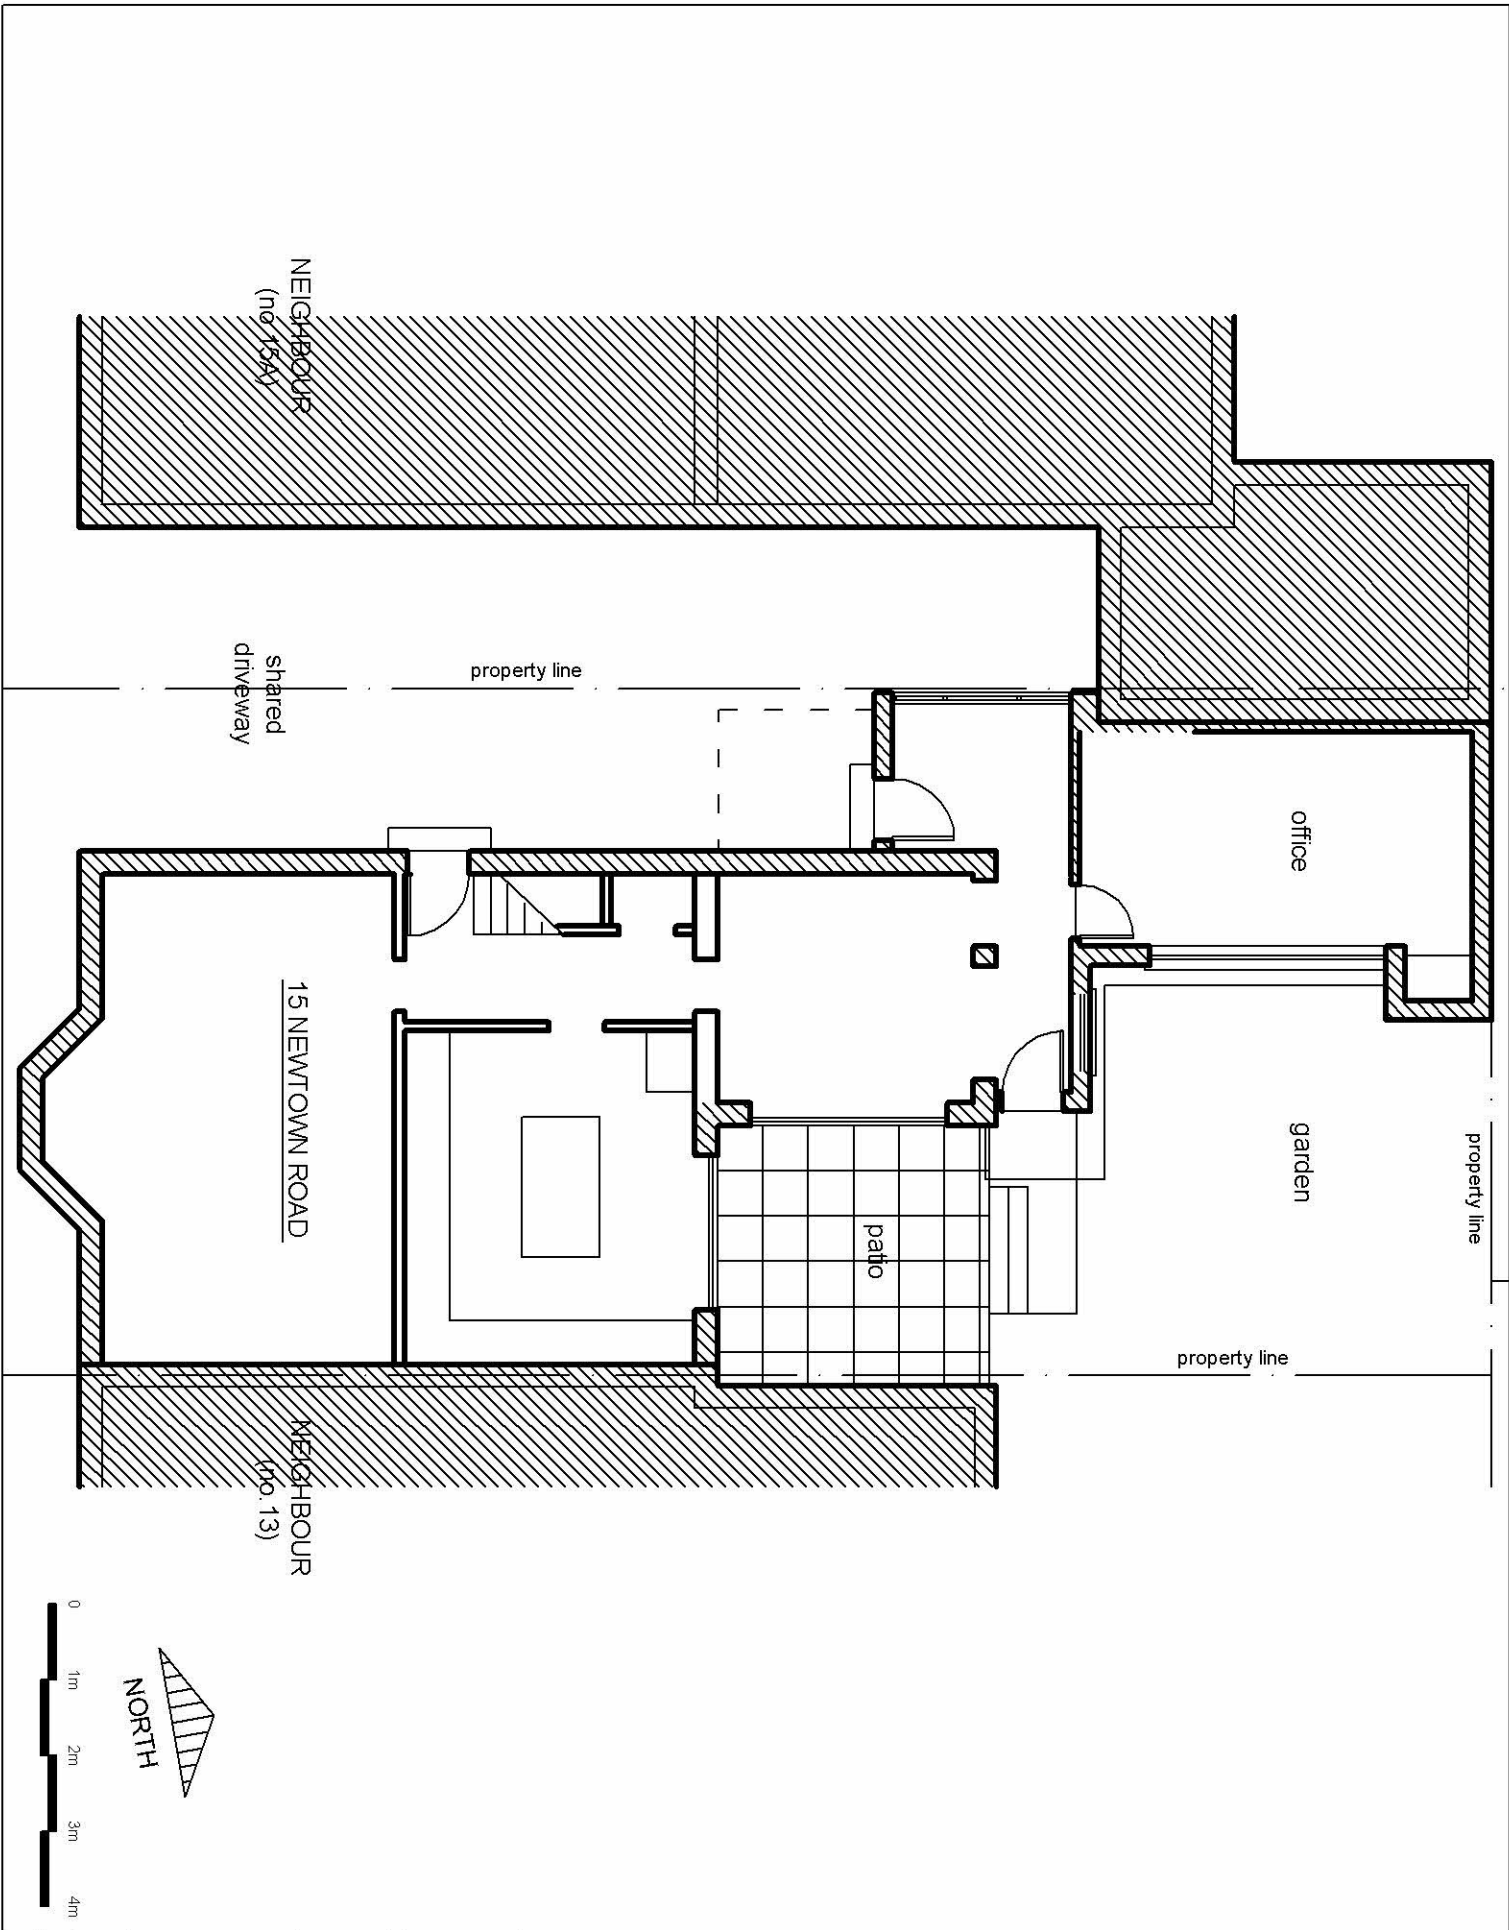 NEIGHBOUR
(no.15A)
shared
driveway
property line
office
15 NEWTOWN ROAD
garden
property line
patio
property line
NEIGHBOUR
(no.13)
NORTH
0
1m
2m
3m
4m